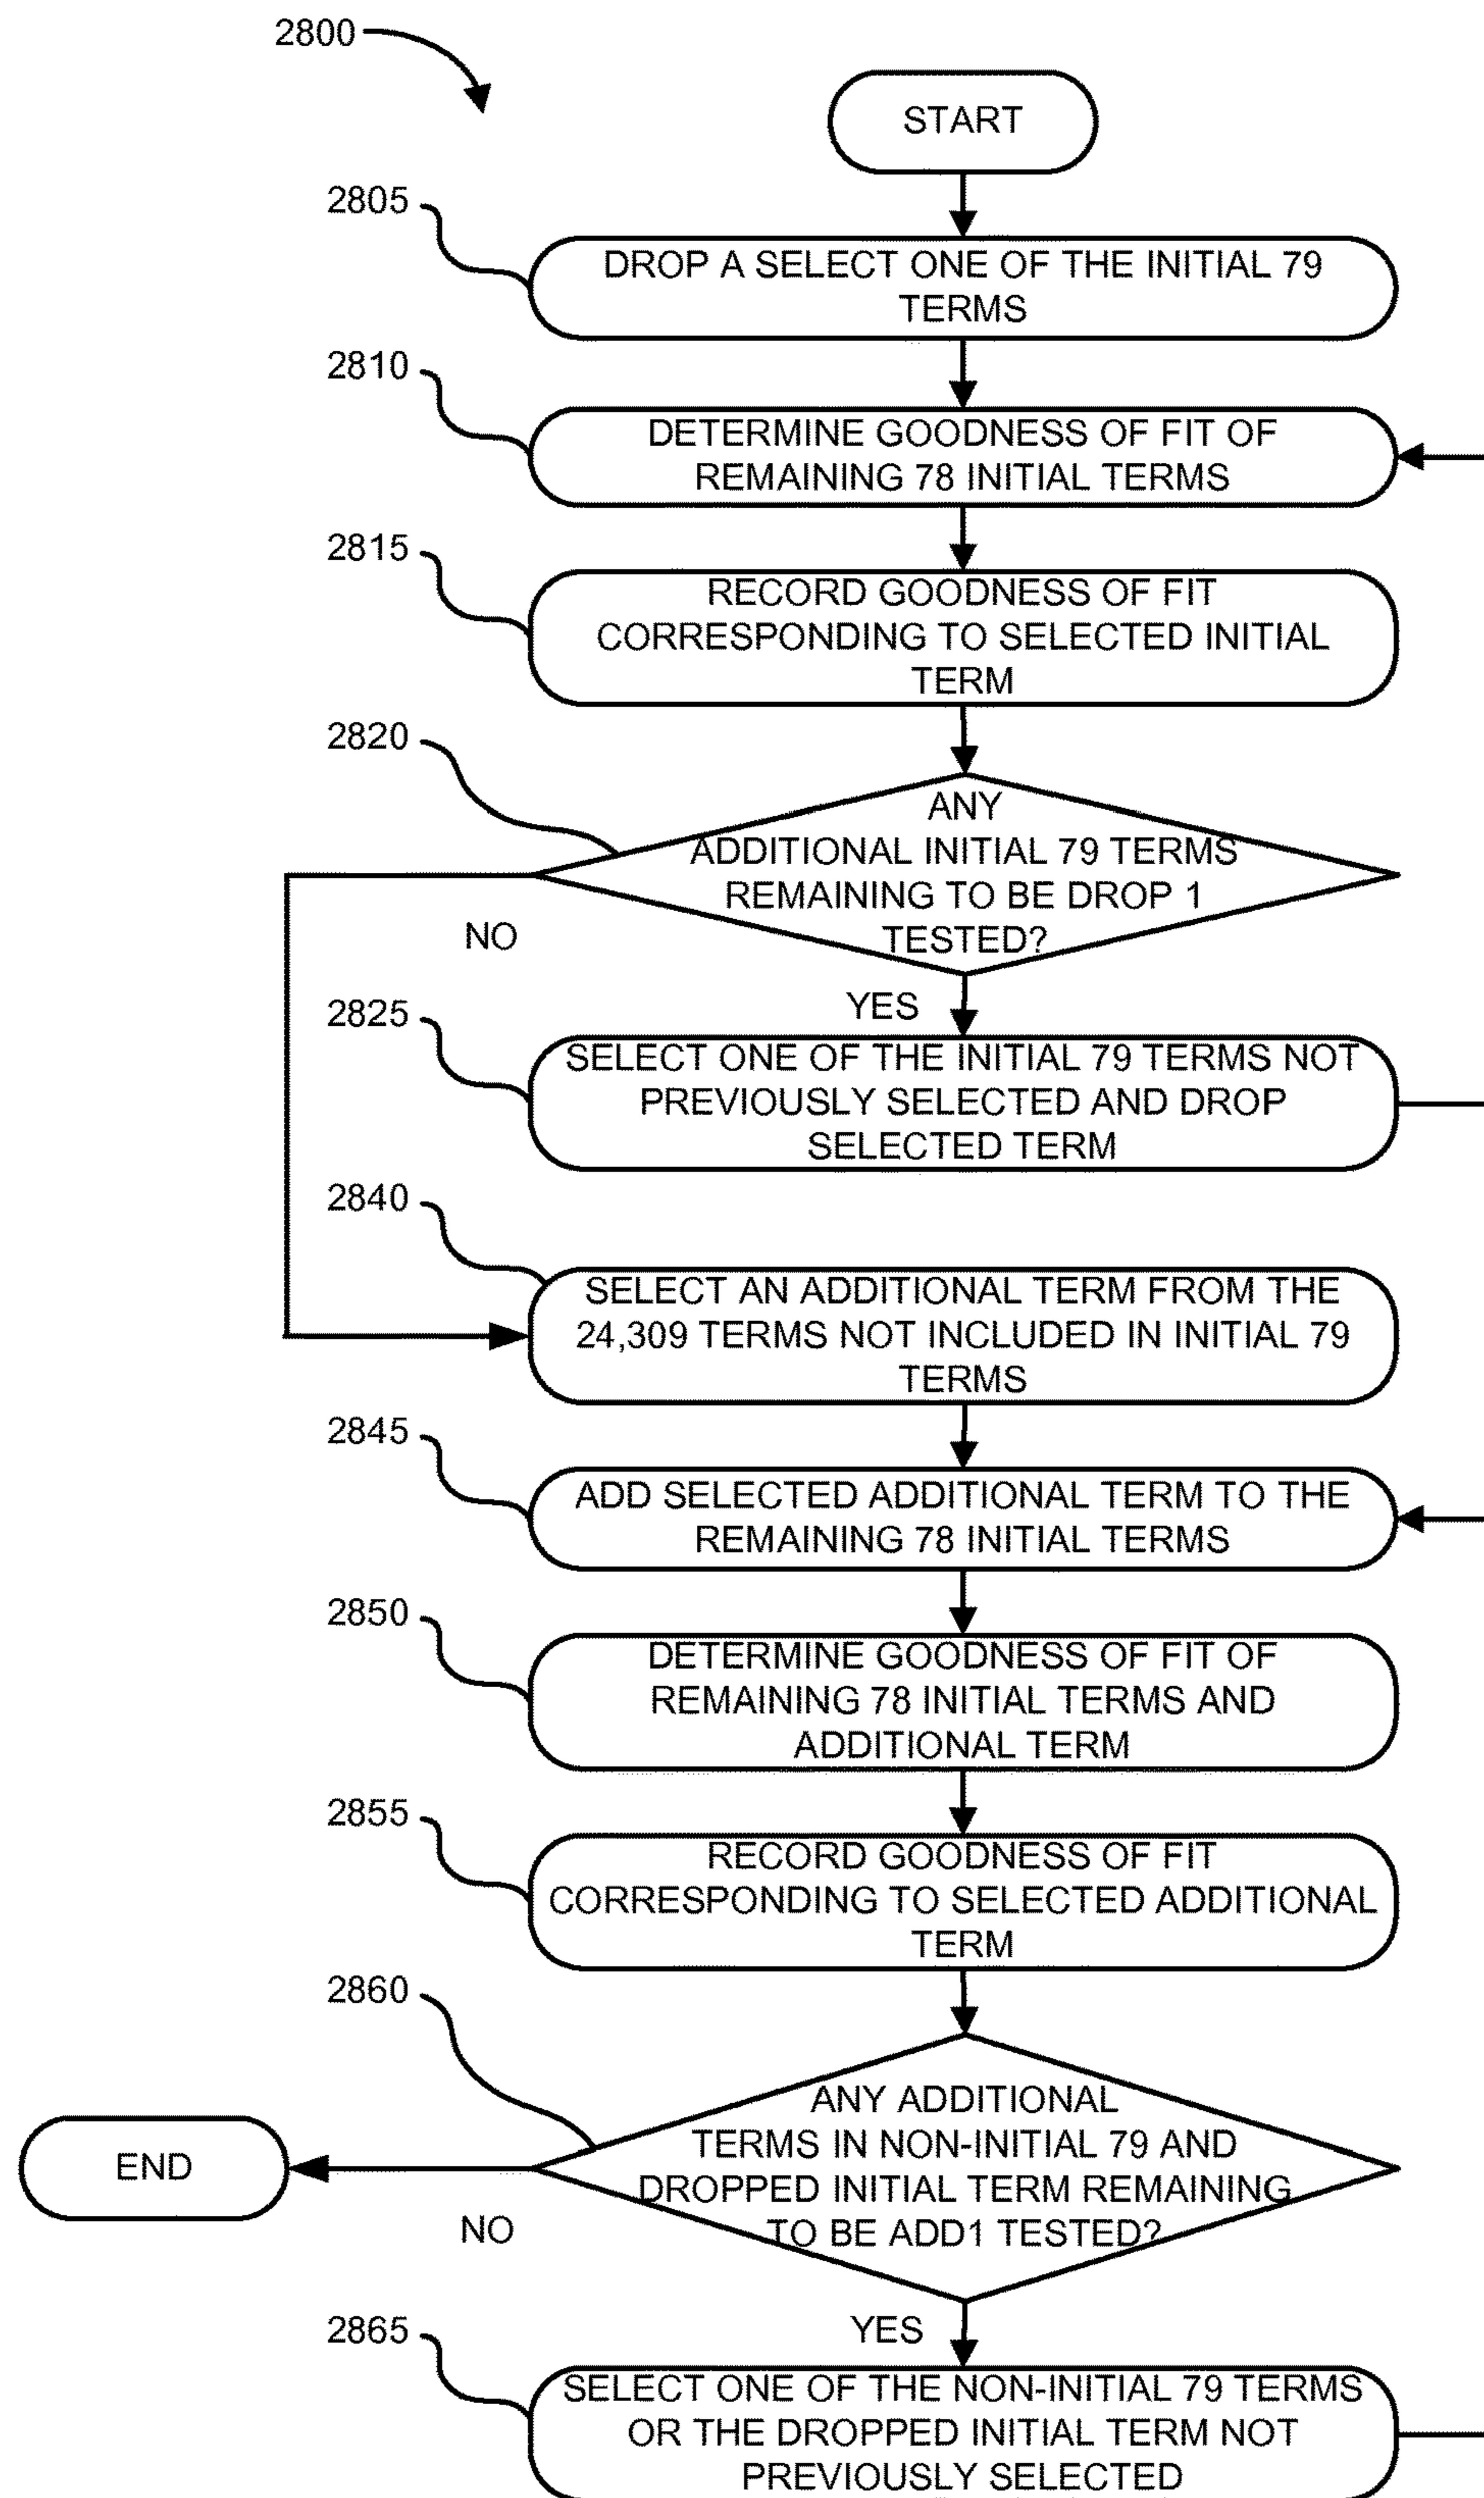 2800
START
2805
DROP A SELECT ONE OF THE INITIAL 79
TERMS
2810
DETERMINE GOODNESS OF FIT OF
REMAINING 78 INITIAL TERMS
2815
RECORD GOODNESS OF FIT
CORRESPONDING TO SELECTED INITIAL
TERM
2820
ANY
ADDITIONAL INITIAL 79 TERMS
REMAINING TO BE DROP 1
TESTED?
NO
YES
2825
SELECT ONE OF THE INITIAL 79 TERMS NOT
PREVIOUSLY SELECTED AND DROP
SELECTED TERM
2840
SELECT AN ADDITIONAL TERM FROM THE
24,309 TERMS NOT INCLUDED IN INITIAL 79
TERMS
2845
ADD SELECTED ADDITIONAL TERM TO THE
REMAINING 78 INITIAL TERMS
2850
DETERMINE GOODNESS OF FIT OF
REMAINING 78 INITIAL TERMS AND
ADDITIONAL TERM
2855
RECORD GOODNESS OF FIT
CORRESPONDING TO SELECTED ADDITIONAL
TERM
2860
ANY ADDITIONAL
TERMS IN NON-INITIAL 79 AND
DROPPED INITIAL TERM REMAINING
TO BE ADD1 TESTED?
END
NO
YES
2865
SELECT ONE OF THE NON-INITIAL 79 TERMS
OR THE DROPPED INITIAL TERM NOT
PREVIOUSLY SELECTED